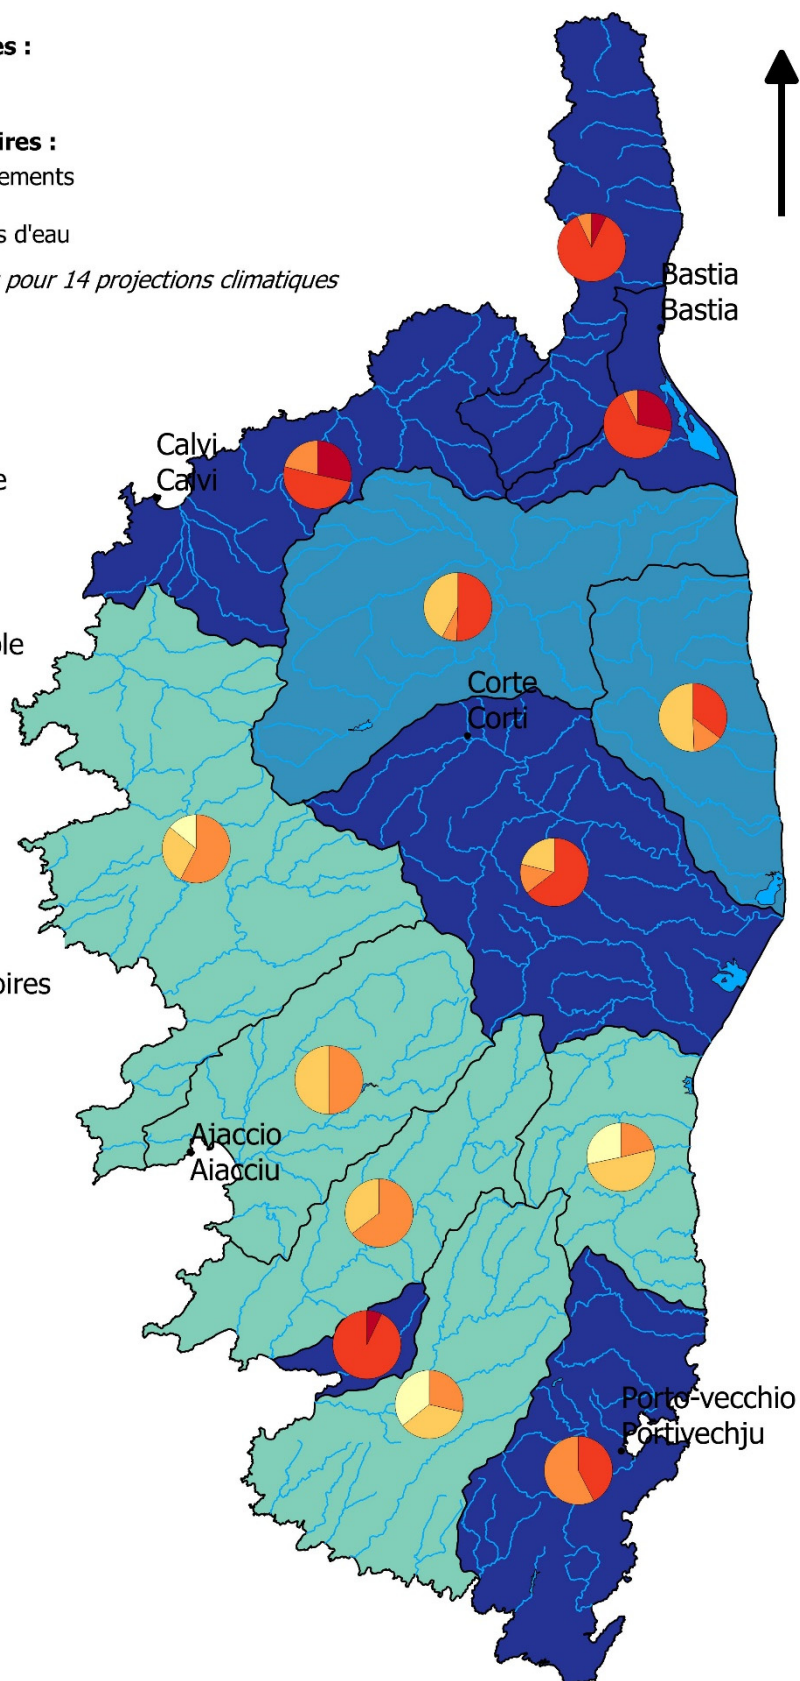 es :
ires :
ements
s d'eau
pour 14 projections climatiques
Bastia
Bastia
Calvi
Calvi
e
ole
Corte
Corti
oires
Ajaccio
Aiacciu
Porto-vecchio
Portivechju